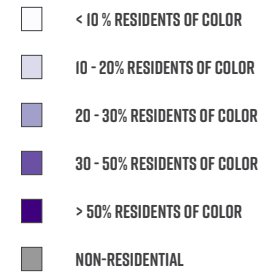 < 10 % RESIDENTS OF COLOR
10 - 20% RESIDENTS OF COLOR
20 - 30% RESIDENTS OF COLOR
30 - 50% RESIDENTS OF COLOR
> 50% RESIDENTS OF COLOR
NON-RESIDENTIAL